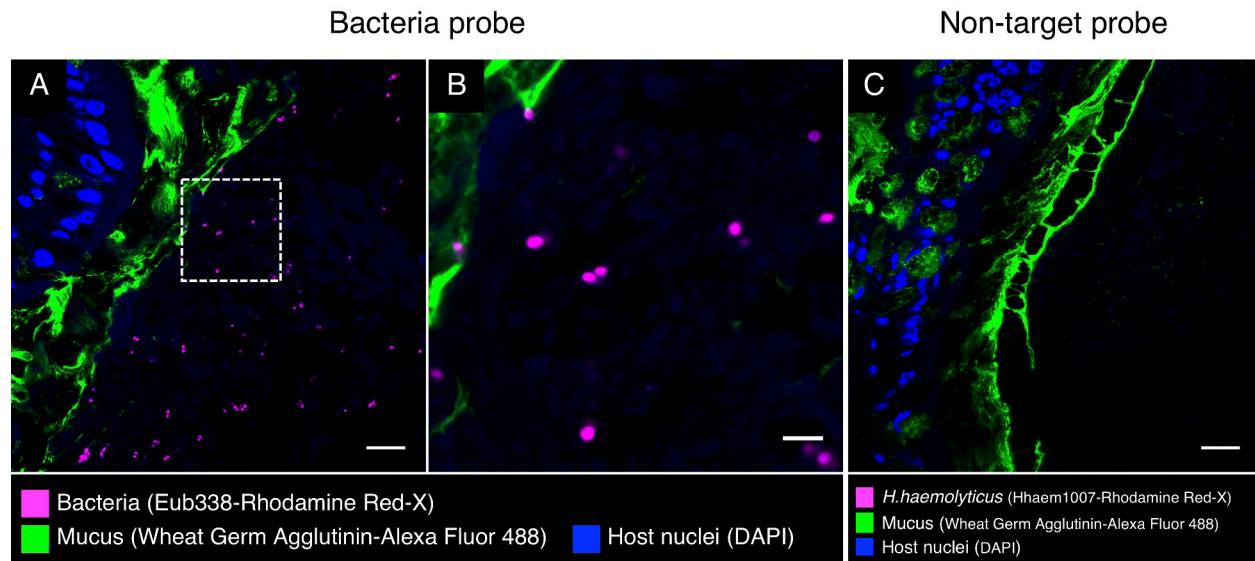 Bacteria probe
Non-target probe
A
B
C
Bacteria (Eub338-Rhodamine Red-X)
Mucus (Wheat Germ Agglutinin-Alexa Fluor 488)
Host nuclei (DAPI)
H.haemolyticus (Hhaem1007-Rhodamine Red-X)
Mucus (Wheat Germ Agglutinin-Alexa Fluor 488)
Host nuclei (DAPI)